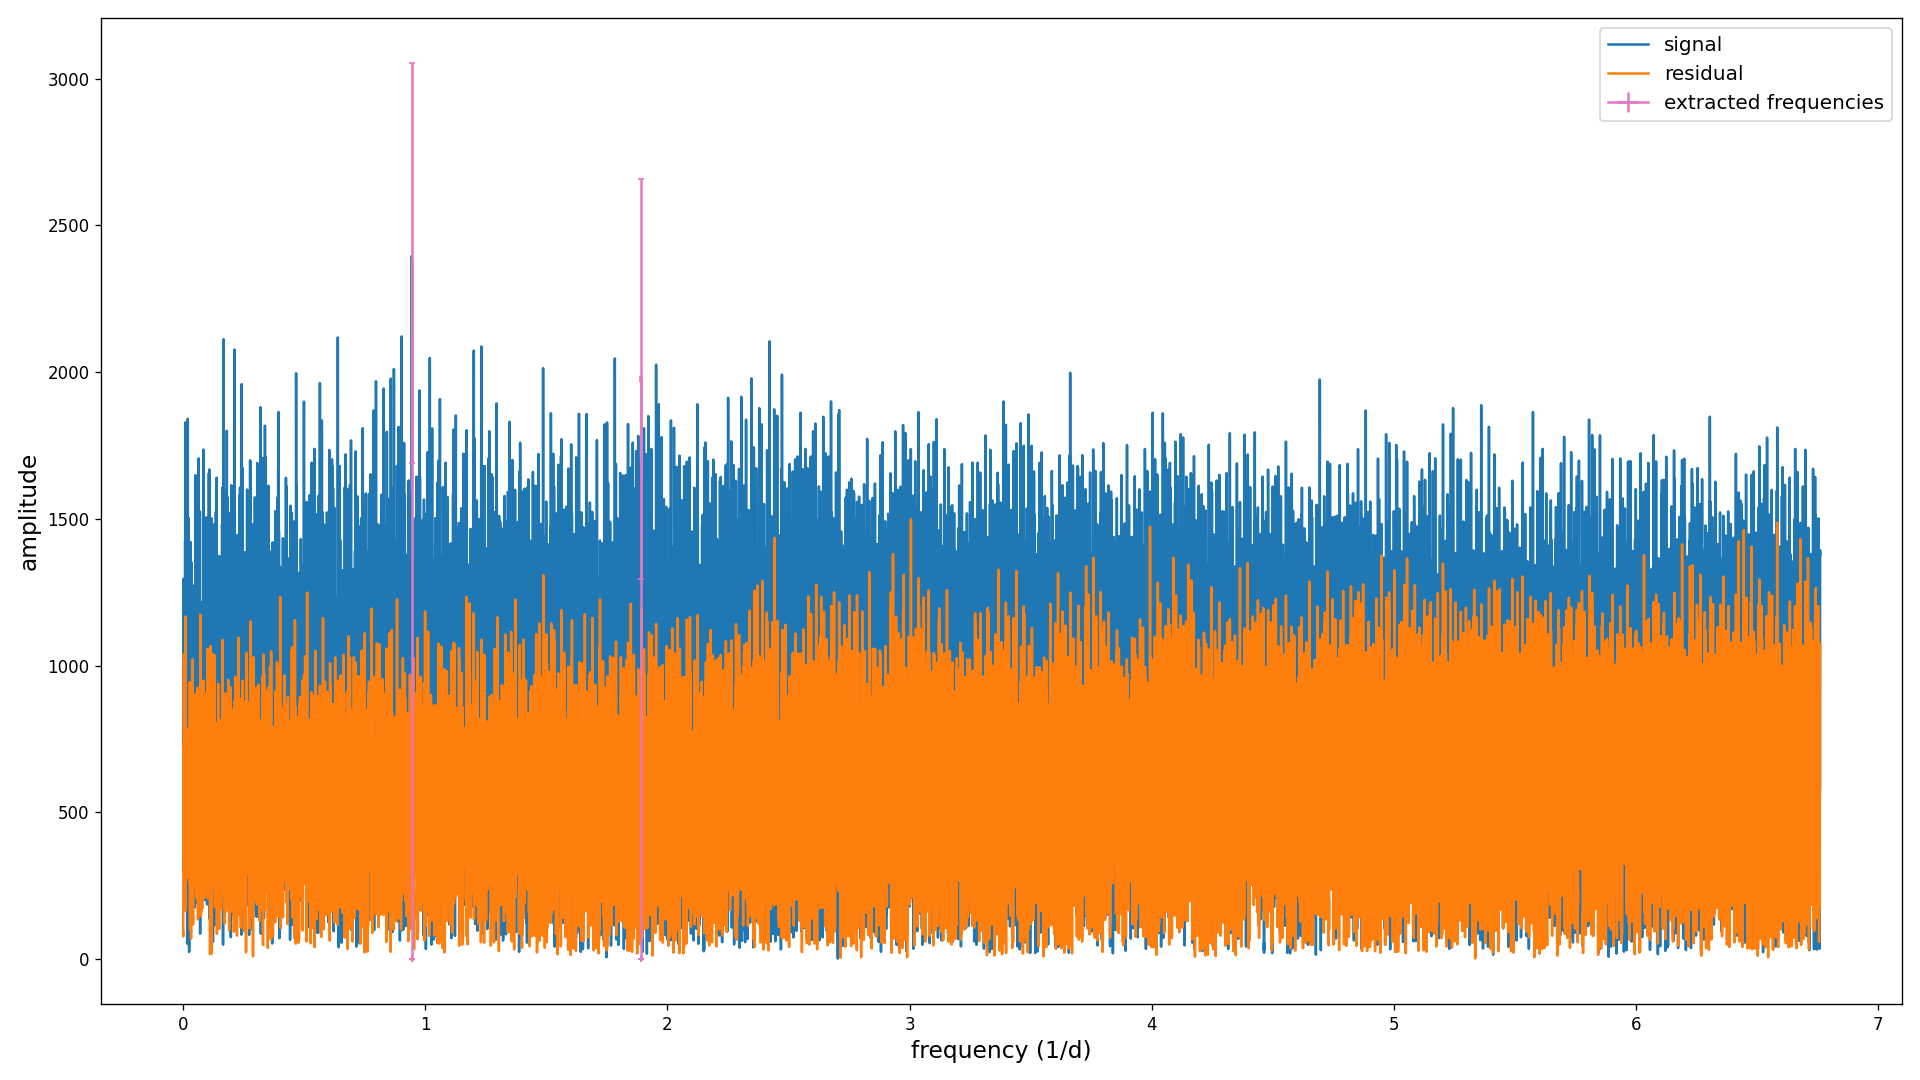 signal
residual
extracted frequencies
3000
2500
2000
1500
1000
500
0
amplitude
0 1 2 3 4 5 6 7
frequency (1/d)